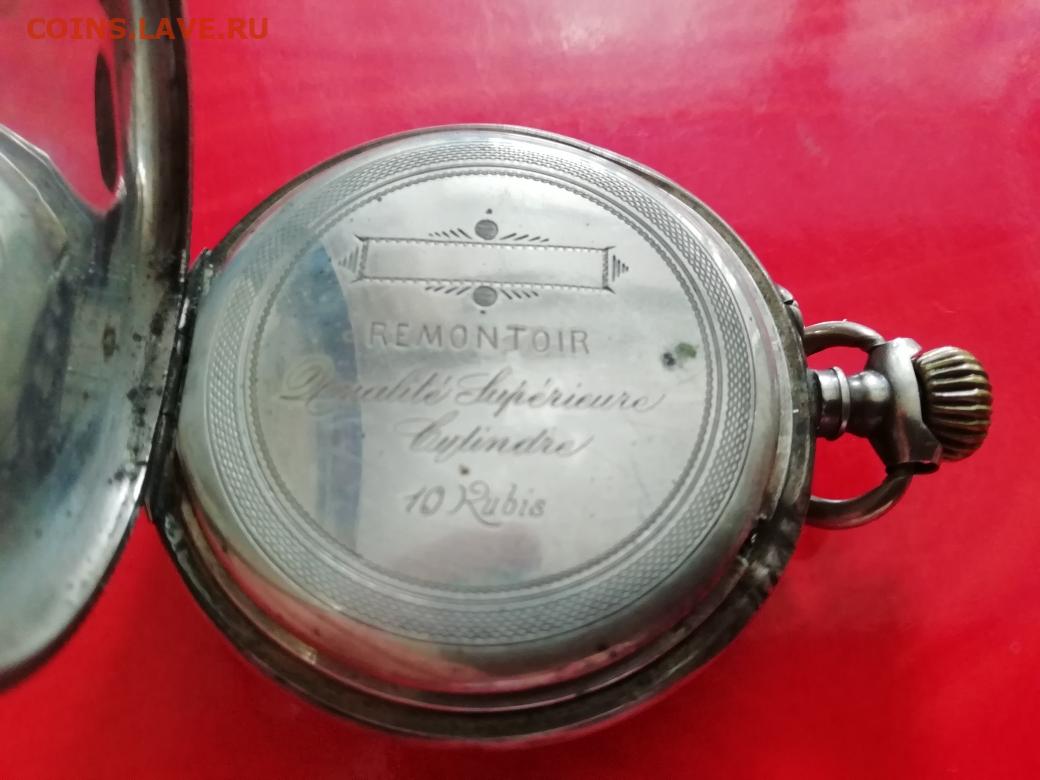 COINS.LAVE.RU
REMONTOIR
Qualité Supérieure
Cylindre
10 Rubis